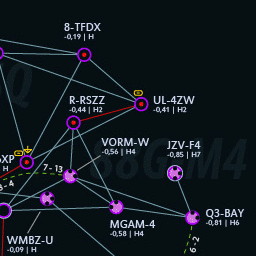 8-TFDX
-0,19 | H
UL-4ZW
-0,41 | H2
R-RSZZ
-0,44 | H2
VORM-W
-0,56 | H4
JZV-F4
-0,85 | H7
XP
H
7-13
-4
Q3-BAY
-0,81 | H6
MGAM-4
-0,58 | H4
WMBZ-U
-0,09 | H
6-2